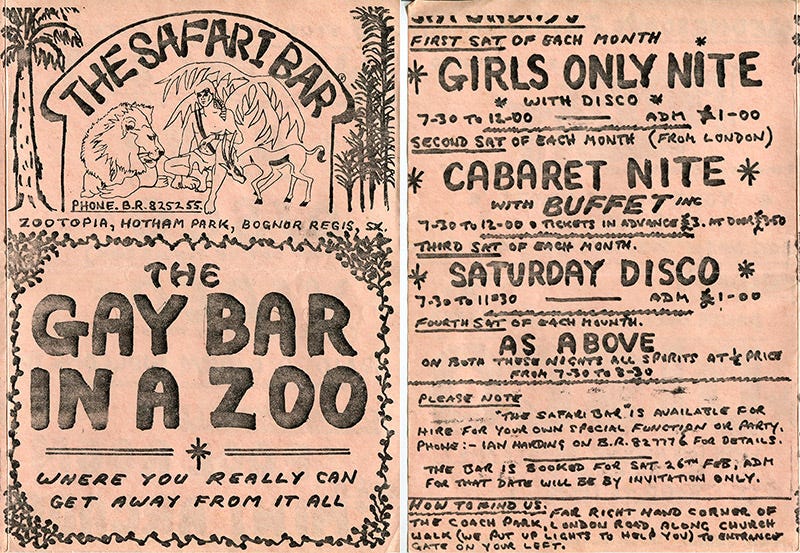 THE SAFARI BAR
PHONE. B.R. 825255.
ZOOTOPIA, HOTHAM PARK, BOGNOR REGIS, SX.
THE
GAY BAR
IN A ZOO
WHERE YOU REALLY CAN
GET AWAY FROM IT ALL
FIRST SAT OF EACH MONTH
* GIRLS ONLY NITE
* WITH DISCO *
7-30 TO 12-00 ADM £1-00
SECOND SAT OF EACH MONTH (FROM LONDON)
* CABARET NITE *
WITH BUFFET INC
7-30 TO 12-00 TICKETS IN ADVANCE £3. AT DOOR £3-50
THIRD SAT OF EACH MONTH.
* SATURDAY DISCO *
7-30 TO 11=30 ADM £1-00
FOURTH SAT OF EACH MOUNTH.
AS ABOVE
ON BOTH THESE NIGHTS ALL SPIRITS AT ½ PRICE
FROM 7-30 TO 8-30
PLEASE NOTE
"THE SAFARI BAR" IS AVAILABLE FOR
HIRE FOR YOUR OWN SPECIAL FUNCTION OR PARTY.
PHONE:- IAN HARDING ON B.R. 827776 FOR DETAILS.
THE BAR IS BOOKED FOR SAT. 26TH FEB, ADM
FOR THAT DATE WILL BE BY INVITATION ONLY.
HOW TO FIND US. FAR RIGHT HAND CORNER OF
THE COACH PARK, LONDON ROAD, ALONG CHURCH
WALK (WE PUT UP LIGHTS TO HELP YOU) TO ENTRANCE
GATE ON YOUR LEFT.